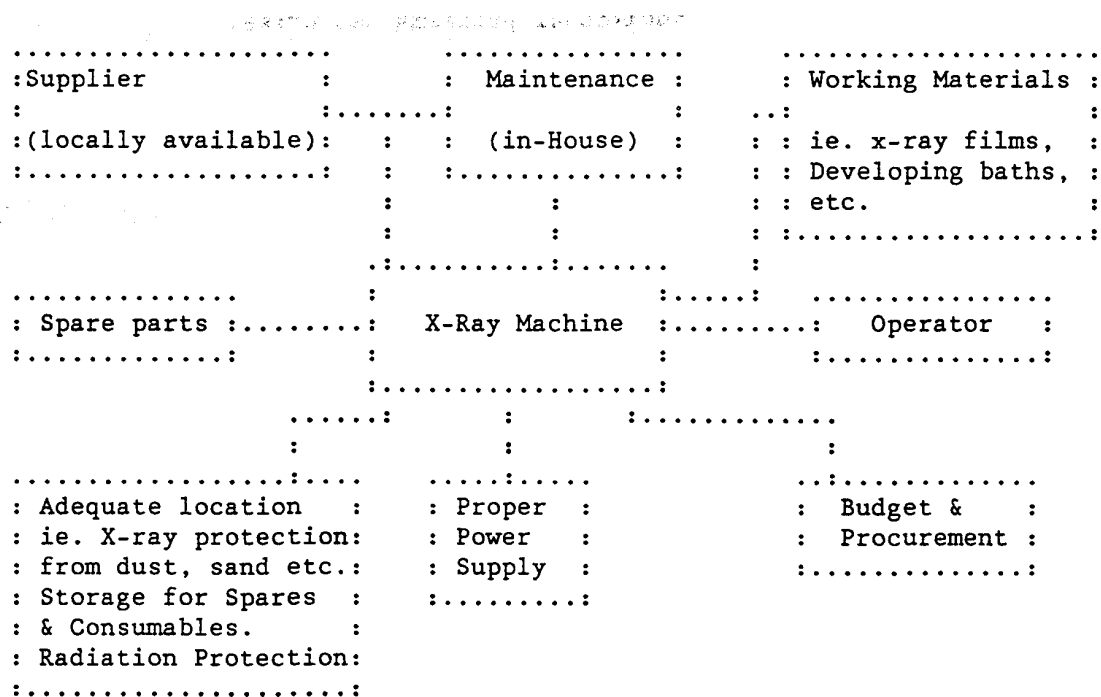 Supplier
(locally available)
Maintenance
(in-House)
Working Materials
ie. x-ray films,
Developing baths,
etc.
Spare parts
X-Ray Machine
Operator
Adequate location
ie. X-ray protection
from dust, sand etc.
Storage for Spares
& Consumables.
Radiation Protection
Proper
Power
Supply
Budget &
Procurement